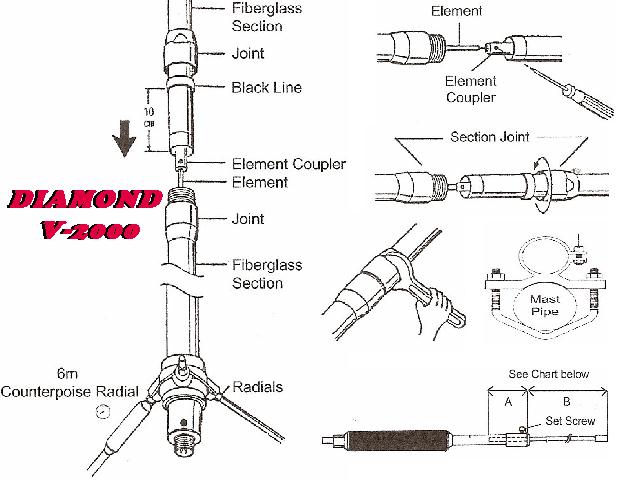 Fiberglass
Section
Joint
Black Line
10
cm
Element Coupler
Element
DIAMOND
V-2000
Joint
Fiberglass
Section
6m
Counterpoise Radial
Radials
Element
Element
Coupler
Section Joint
Mast
Pipe
See Chart below
A
B
Set Screw